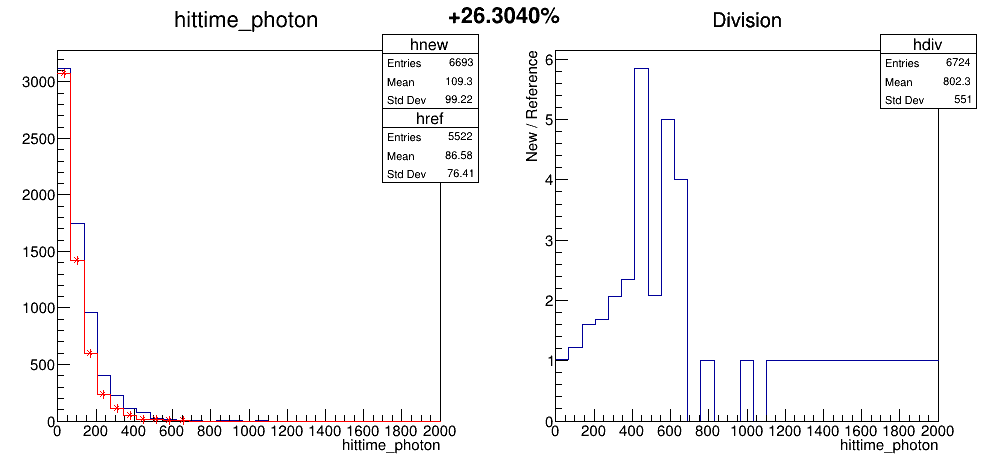 +26.3040%
hittime_photon
hnew
Entries 6693
Mean 109.3
Std Dev 99.22
href
Entries 5522
Mean 86.58
Std Dev 76.41
3000
2500
2000
1500
1000
500
0
0 200 400 600 800 1000 1200 1400 1600 1800 2000
hittime_photon
Division
hdiv
Entries 6724
Mean 802.3
Std Dev 551
New / Reference
6
5
4
3
2
1
0
0 200 400 600 800 1000 1200 1400 1600 1800 2000
hittime_photon